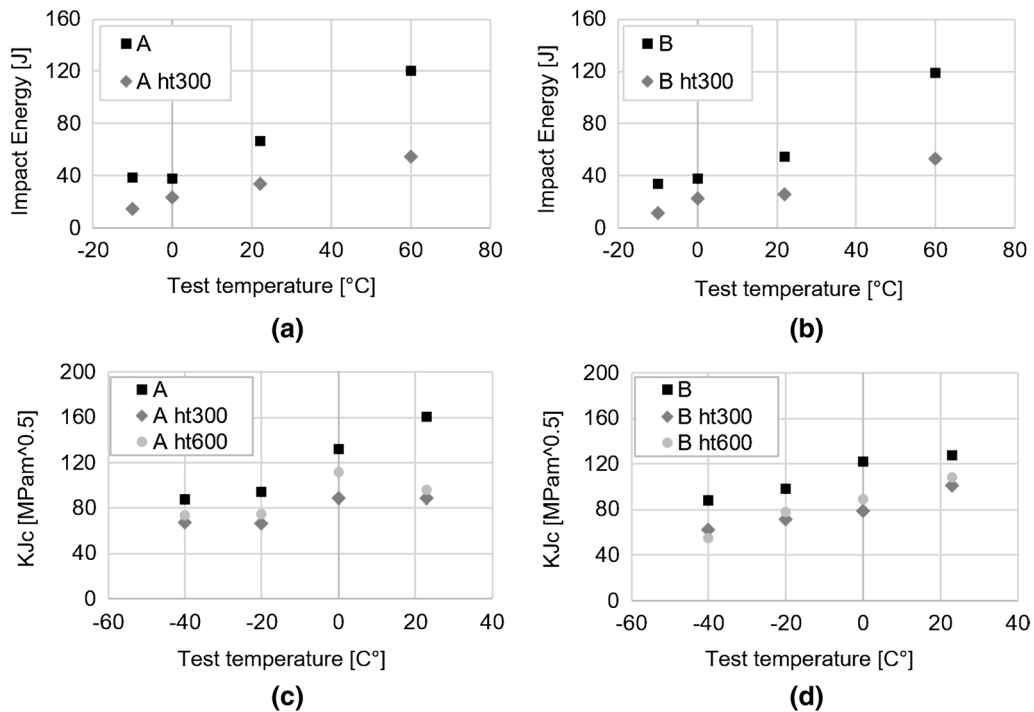 Impact Energy [J]
160
120
80
40
0
A
A ht300
-20 0 20 40 60 80
Test temperature [°C]
(a)
Impact Energy [J]
160
120
80
40
0
B
B ht300
-20 0 20 40 60 80
Test temperature [°C]
(b)
KJc [MPam^0.5]
200
160
120
80
40
0
A
A ht300
A ht600
-60 -40 -20 0 20 40
Test temperature [C°]
(c)
KJc [MPam^0.5]
200
160
120
80
40
0
B
B ht300
B ht600
-60 -40 -20 0 20 40
Test temperature [C°]
(d)